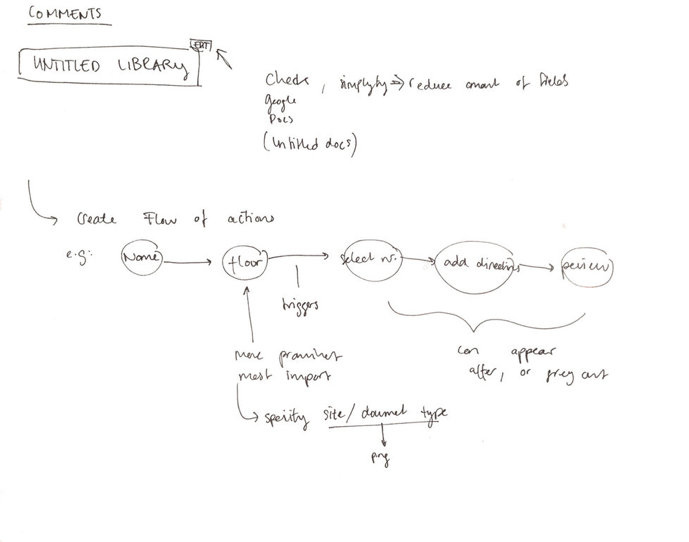 COMMENTS
EDIT
UNTITLED LIBRARY
Check, simplify => reduce amount of fields
google
Docs
(untitled docs)
Create Flow of actions
e.g: Name floor select nr. add directions review
triggers
more prominent
most import
can appear
after, or grey out
specify site/ document type
png